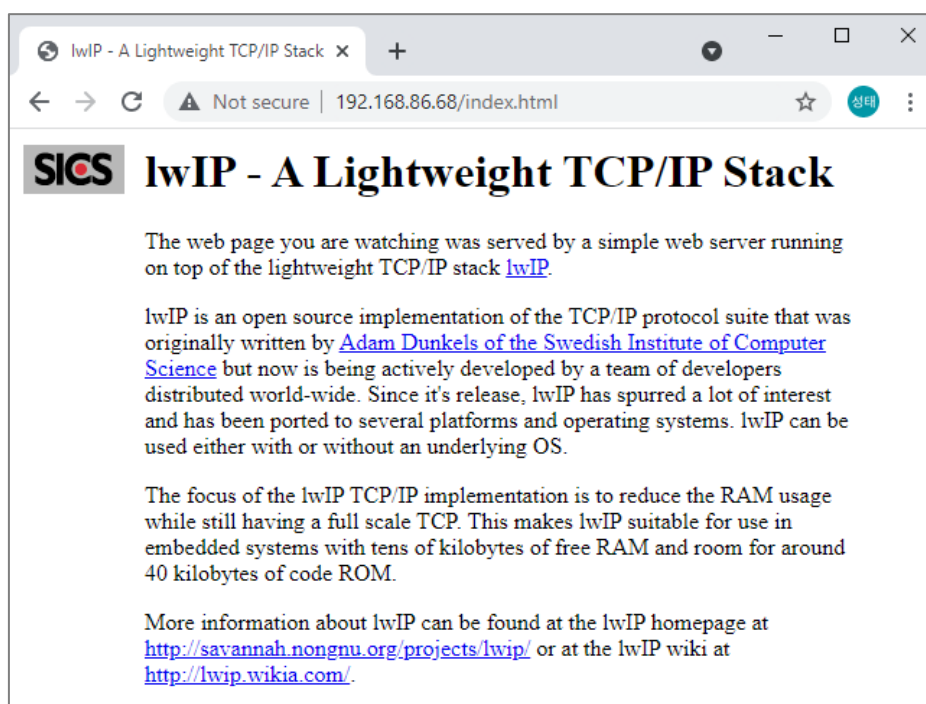 lwIP - A Lightweight TCP/IP Stack
Not secure | 192.168.86.68/index.html
성태
SICS
lwIP - A Lightweight TCP/IP Stack
The web page you are watching was served by a simple web server running
on top of the lightweight TCP/IP stack lwIP.
lwIP is an open source implementation of the TCP/IP protocol suite that was
originally written by Adam Dunkels of the Swedish Institute of Computer
Science but now is being actively developed by a team of developers
distributed world-wide. Since it's release, lwIP has spurred a lot of interest
and has been ported to several platforms and operating systems. lwIP can be
used either with or without an underlying OS.
The focus of the lwIP TCP/IP implementation is to reduce the RAM usage
while still having a full scale TCP. This makes lwIP suitable for use in
embedded systems with tens of kilobytes of free RAM and room for around
40 kilobytes of code ROM.
More information about lwIP can be found at the lwIP homepage at
http://savannah.nongnu.org/projects/lwip/ or at the lwIP wiki at
http://lwip.wikia.com/.